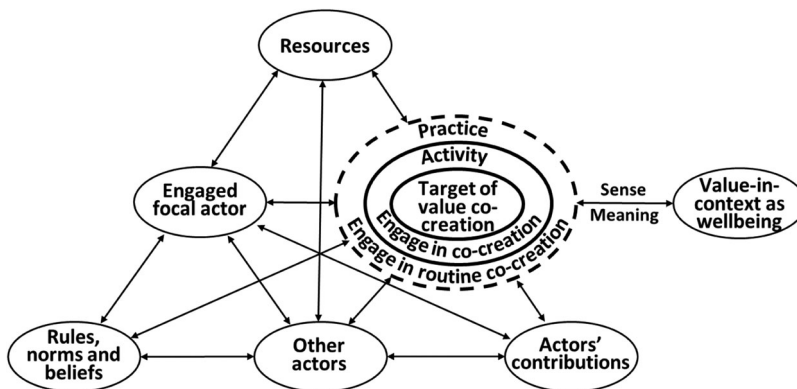 Resources
Practice
Activity
Target of
value co-
creation
Engage in co-creation
Engage in routine co-creation
Engaged
focal actor
Sense
Meaning
Value-in-
context as
wellbeing
Rules,
norms and
beliefs
Other
actors
Actors'
contributions